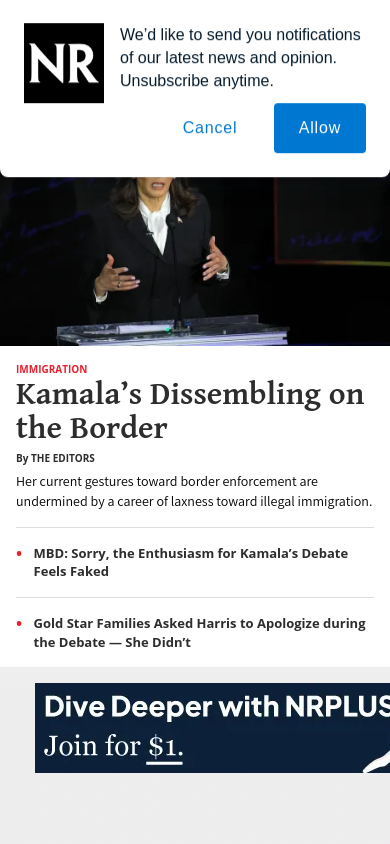 NR
We’d like to send you notifications
of our latest news and opinion.
Unsubscribe anytime.
Cancel
Allow
IMMIGRATION
Kamala’s Dissembling on
the Border
By THE EDITORS
Her current gestures toward border enforcement are
undermined by a career of laxness toward illegal immigration.
• MBD: Sorry, the Enthusiasm for Kamala’s Debate
Feels Faked
• Gold Star Families Asked Harris to Apologize during
the Debate — She Didn’t
Dive Deeper with NRPLUS
Join for $1.